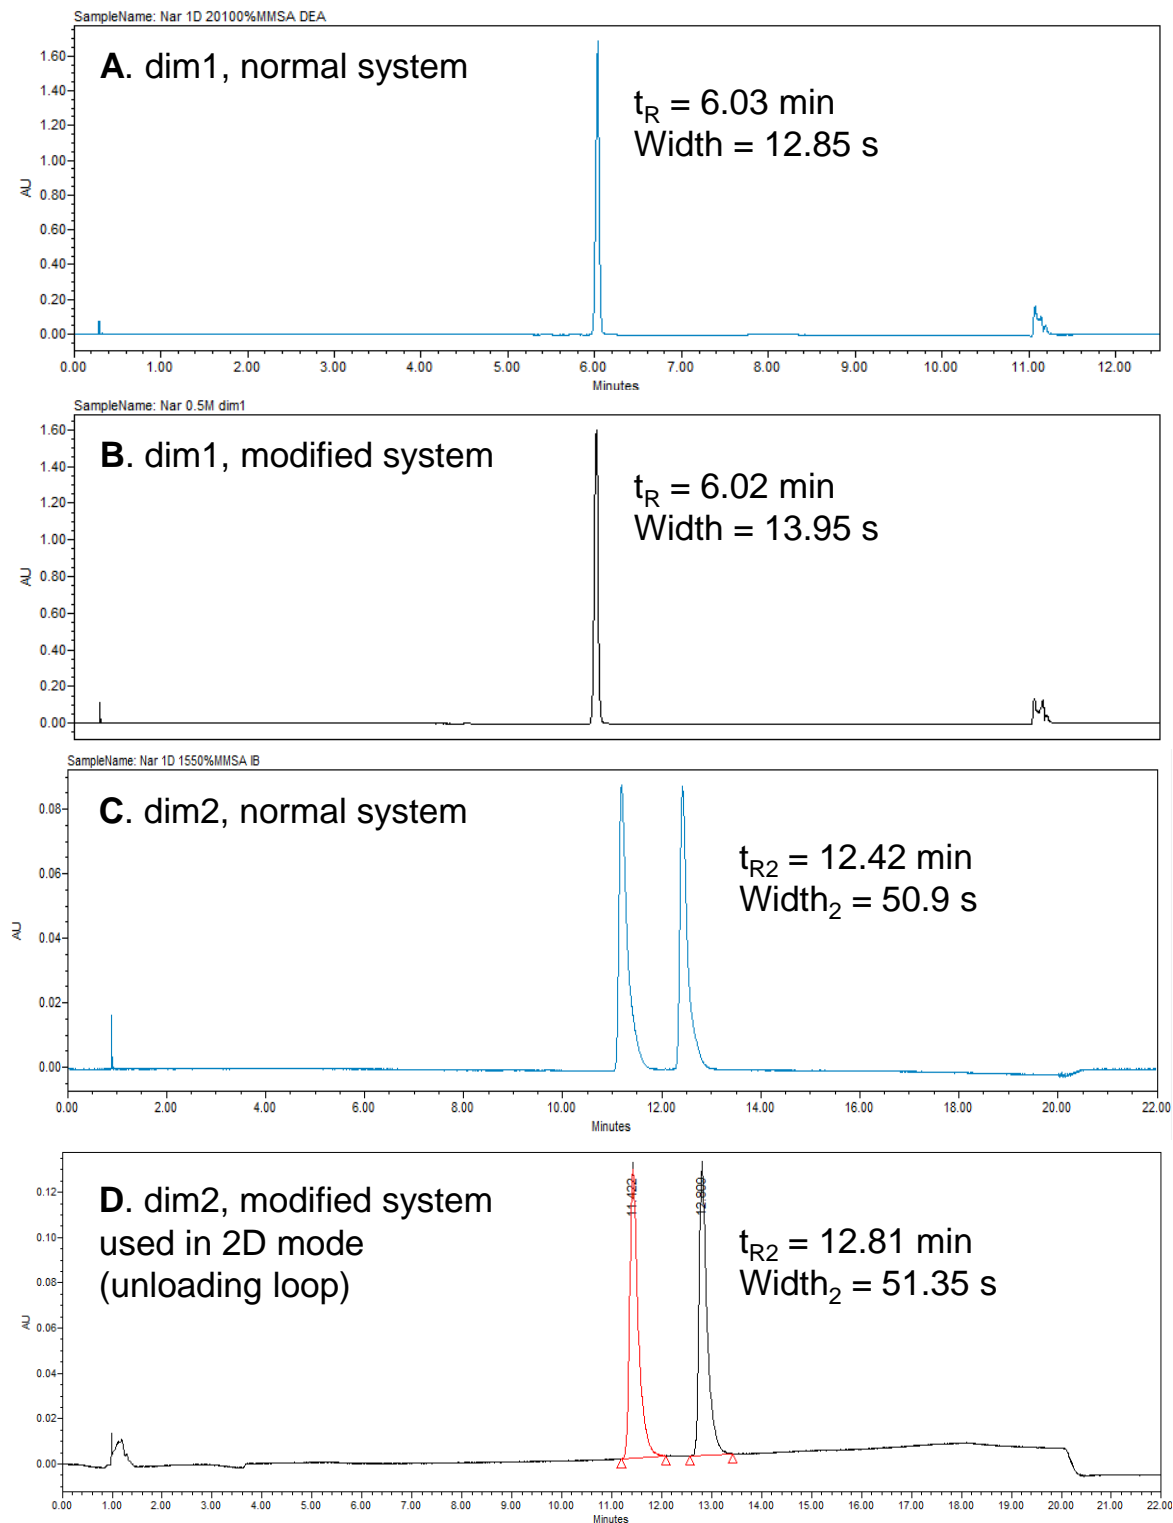 SampleName: Nar 1D 20100%MMSA DEA
A. dim1, normal system
tR = 6.03 min
Width = 12.85 s
AU
1.60
1.40
1.20
1.00
0.80
0.60
0.40
0.20
0.00
0.00 1.00 2.00 3.00 4.00 5.00 6.00 7.00 8.00 9.00 10.00 11.00 12.00
Minutes
SampleName: Nar 0.5M dim1
B. dim1, modified system
tR = 6.02 min
Width = 13.95 s
AU
1.60
1.40
1.20
1.00
0.80
0.60
0.40
0.20
0.00
SampleName: Nar 1D 1550%MMSA IB
C. dim2, normal system
tR2 = 12.42 min
Width2 = 50.9 s
AU
0.08
0.06
0.04
0.02
0.00
0.00 2.00 4.00 6.00 8.00 10.00 12.00 14.00 16.00 18.00 20.00 22.00
Minutes
D. dim2, modified system
used in 2D mode
(unloading loop)
11.422
12.809
tR2 = 12.81 min
Width2 = 51.35 s
AU
0.12
0.10
0.08
0.06
0.04
0.02
0.00
0.00 1.00 2.00 3.00 4.00 5.00 6.00 7.00 8.00 9.00 10.00 11.00 12.00 13.00 14.00 15.00 16.00 17.00 18.00 19.00 20.00 21.00 22.00
Minutes